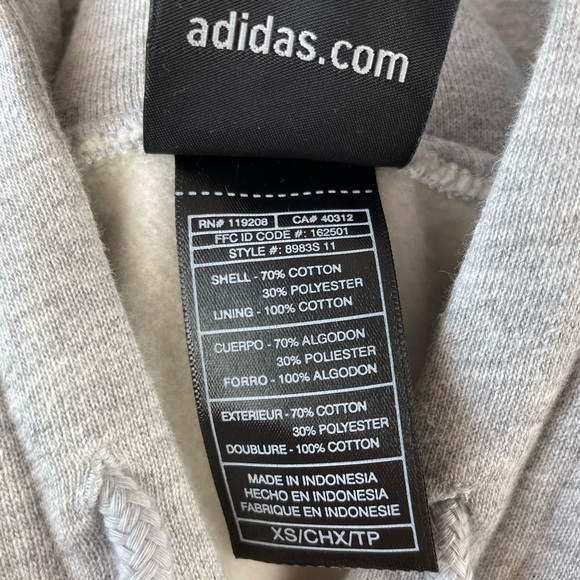 adidas.com
RN# 119208 CA# 40312
FFC ID CODE #: 162501
STYLE #: 8983S 11
SHELL - 70% COTTON
30% POLYESTER
LINING - 100% COTTON
CUERPO - 70% ALGODON
30% POLIESTER
FORRO - 100% ALGODON
EXTERIEUR - 70% COTTON
30% POLYESTER
DOUBLURE - 100% COTTON
MADE IN INDONESIA
HECHO EN INDONESIA
FABRIQUE EN INDONESIE
XS/CHX/TP